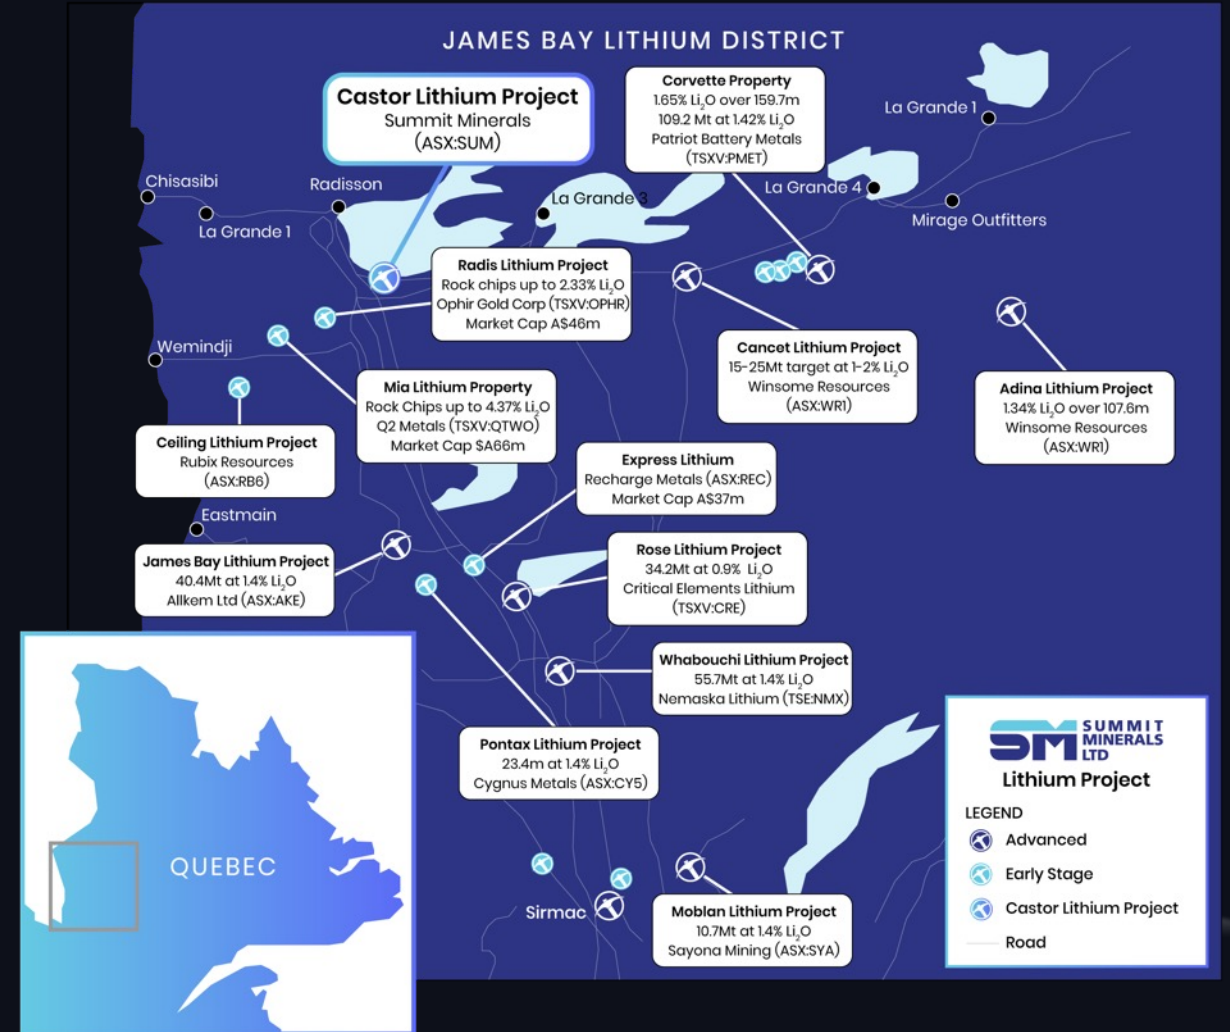 JAMES BAY LITHIUM DISTRICT
Castor Lithium Project
Summit Minerals
(ASX:SUM)
Corvette Property
1.65% Li₂O over 159.7m
109.2 Mt at 1.42% Li₂O
Patriot Battery Metals
(TSXV:PMET)
La Grande 1
Chisasibi
La Grande 1
Radisson
La Grande 3
La Grande 4
Mirage Outfitters
Radis Lithium Project
Rock chips up to 2.33% Li₂O
Ophir Gold Corp (TSXV:OPHR)
Market Cap A$46m
Wemindji
Mia Lithium Property
Rock Chips up to 4.37% Li₂O
Q2 Metals (TSXV:QTWO)
Market Cap $A66m
Cancet Lithium Project
15-25Mt target at 1-2% Li₂O
Winsome Resources
(ASX:WR1)
Adina Lithium Project
1.34% Li₂O over 107.6m
Winsome Resources
(ASX:WR1)
Ceiling Lithium Project
Rubix Resources
(ASX:RB6)
Express Lithium
Recharge Metals (ASX:REC)
Market Cap A$37m
Eastmain
James Bay Lithium Project
40.4Mt at 1.4% Li₂O
Allkem Ltd (ASX:AKE)
Rose Lithium Project
34.2Mt at 0.9% Li₂O
Critical Elements Lithium
(TSXV:CRE)
Whabouchi Lithium Project
55.7Mt at 1.4% Li₂O
Nemaska Lithium (TSE:NMX)
Pontax Lithium Project
23.4m at 1.4% Li₂O
Cygnus Metals (ASX:CY5)
Sirmac
Moblan Lithium Project
10.7Mt at 1.4% Li₂O
Sayona Mining (ASX:SYA)
QUEBEC
SM SUMMIT
MINERALS
LTD
Lithium Project
LEGEND
Advanced
Early Stage
Castor Lithium Project
Road